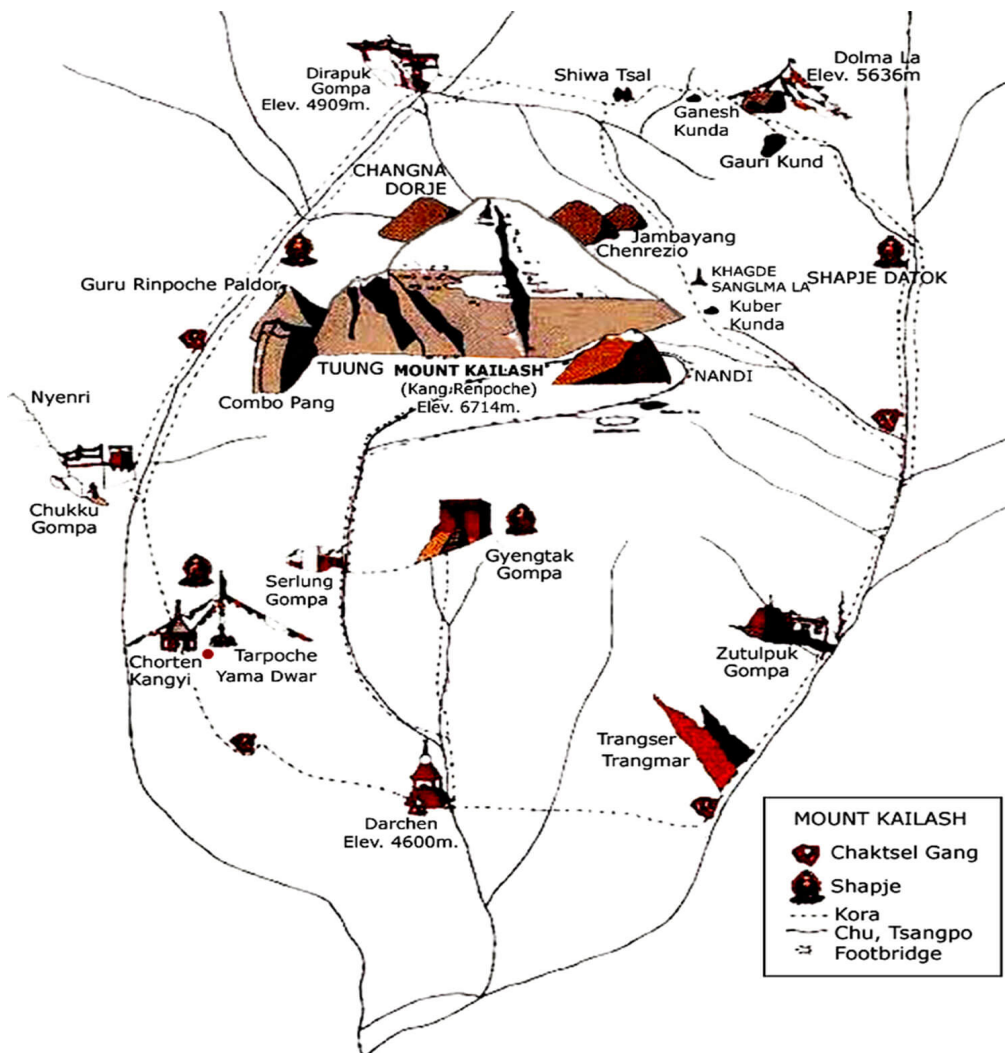 Dolma La
Elev. 5636m
Dirapuk
Gompa
Elev. 4909m.
Shiwa Tsal
Ganesh
Kunda
Gauri Kund
CHANGNA
DORJE
Jambayang
Chenrezio
KHAGDE
SANGLMA LA
SHAPJE DATOK
Guru Rinpoche Paldor
Kuber
Kunda
TUUNG
MOUNT KAILASH
(Kang Renpoche)
Elev. 6714m.
NANDI
Combo Pang
Nyenri
Chukku
Gompa
Gyengtak
Gompa
Serlung
Gompa
Chorten
Kangyi
Tarpoche
Yama Dwar
Zutulpuk
Gompa
Trangser
Trangmar
Darchen
Elev. 4600m.
MOUNT KAILASH
Chaktsel Gang
Shapje
Kora
Chu, Tsangpo
Footbridge